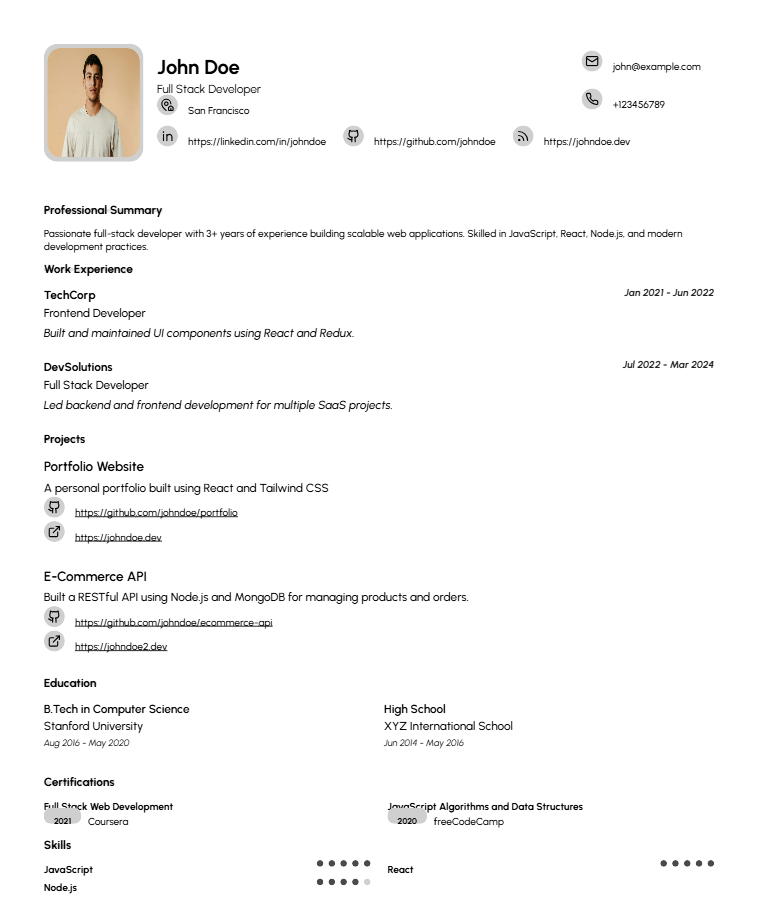 John Doe
Full Stack Developer
San Francisco
john@example.com
+123456789
https://linkedin.com/in/johndoe https://github.com/johndoe https://johndoe.dev
Professional Summary
Passionate full-stack developer with 3+ years of experience building scalable web applications. Skilled in JavaScript, React, Node.js, and modern
development practices.
Work Experience
TechCorp Jan 2021 - Jun 2022
Frontend Developer
Built and maintained UI components using React and Redux.
DevSolutions Jul 2022 - Mar 2024
Full Stack Developer
Led backend and frontend development for multiple SaaS projects.
Projects
Portfolio Website
A personal portfolio built using React and Tailwind CSS
https://github.com/johndoe/portfolio
https://johndoe.dev
E-Commerce API
Built a RESTful API using Node.js and MongoDB for managing products and orders.
https://github.com/johndoe/ecommerce-api
https://johndoe2.dev
Education
B.Tech in Computer Science
Stanford University
Aug 2016 - May 2020
High School
XYZ International School
Jun 2014 - May 2016
Certifications
Full Stack Web Development
2021 Coursera
JavaScript Algorithms and Data Structures
2020 freeCodeCamp
Skills
JavaScript
React
Node.js